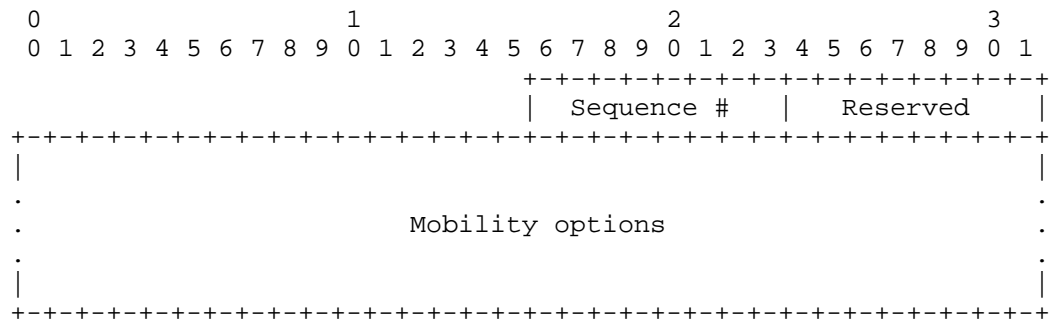 0                   1                   2                   3
 0 1 2 3 4 5 6 7 8 9 0 1 2 3 4 5 6 7 8 9 0 1 2 3 4 5 6 7 8 9 0 1
                                +-+-+-+-+-+-+-+-+-+-+-+-+-+-+-+-+
                                |  Sequence #   |   Reserved    |
+-+-+-+-+-+-+-+-+-+-+-+-+-+-+-+-+-+-+-+-+-+-+-+-+-+-+-+-+-+-+-+-+
|                                                               |
.                                                               .
.                        Mobility options                       .
.                                                               .
|                                                               |
+-+-+-+-+-+-+-+-+-+-+-+-+-+-+-+-+-+-+-+-+-+-+-+-+-+-+-+-+-+-+-+-+